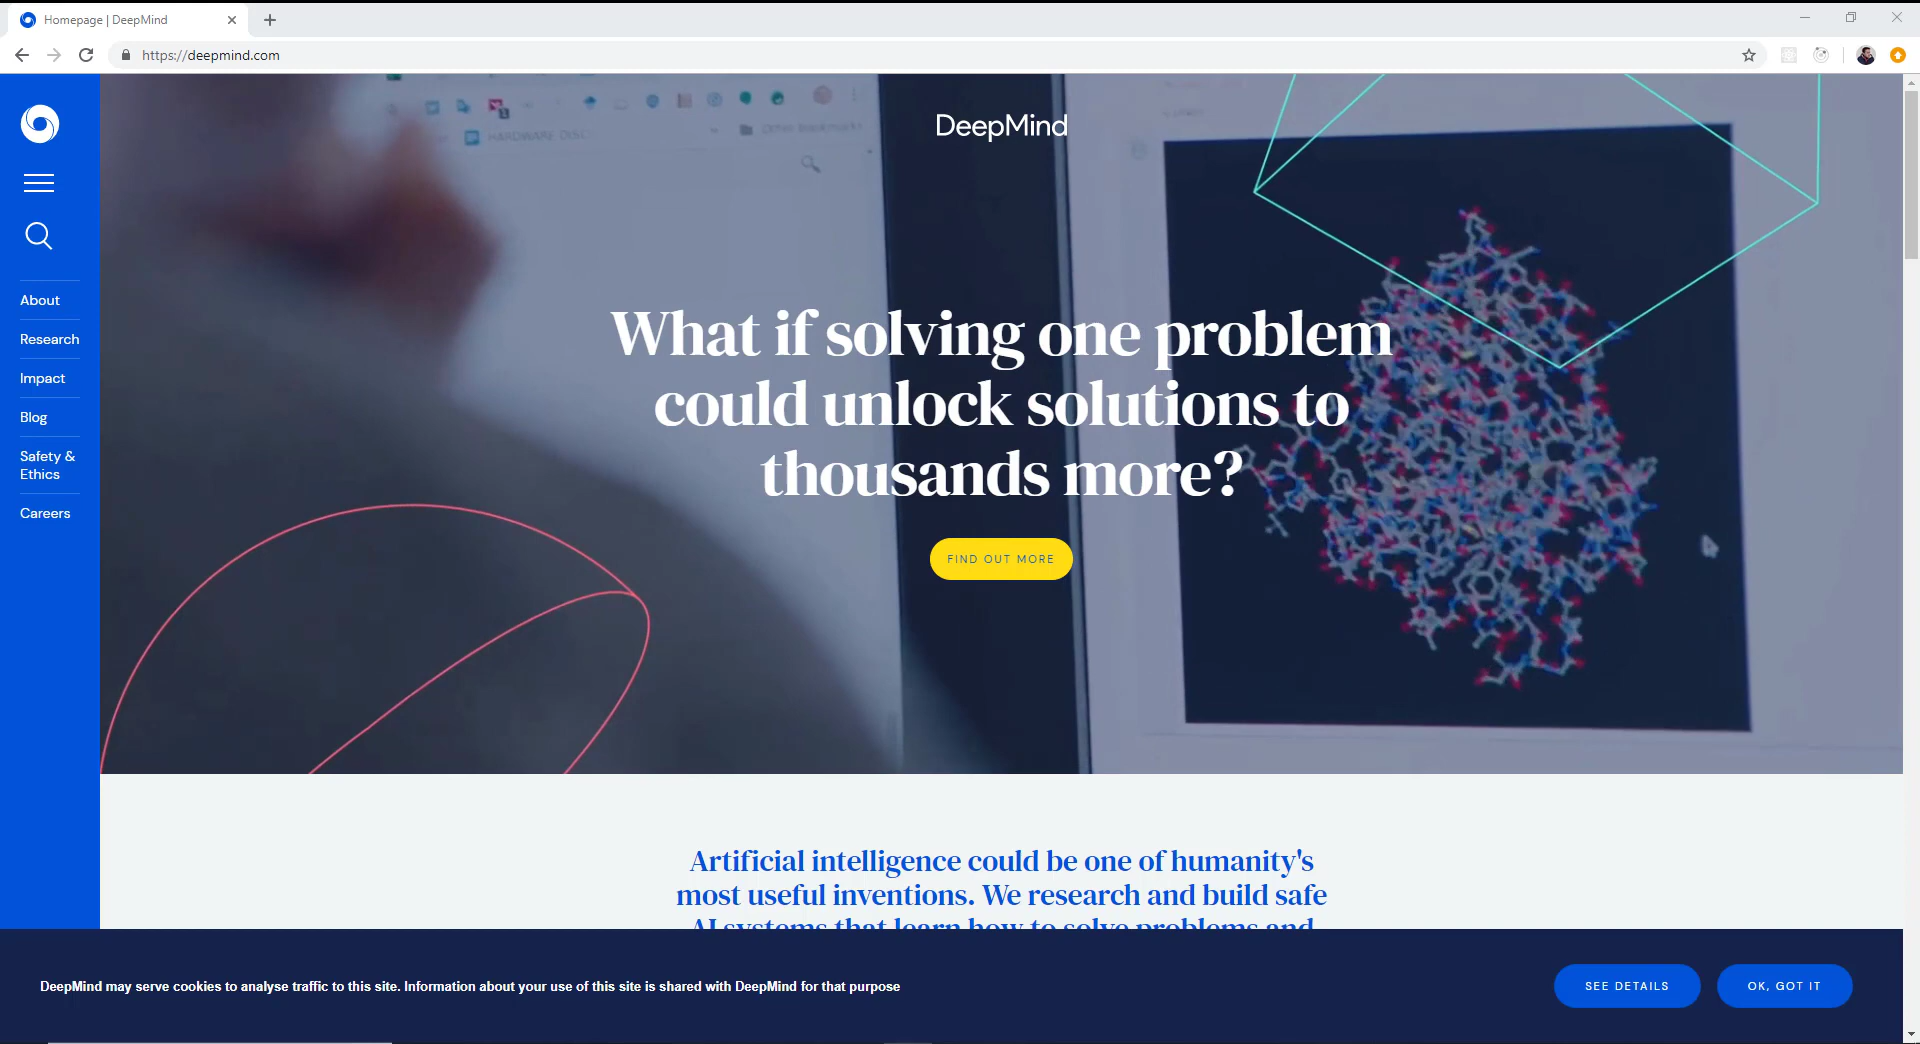 Homepage | DeepMind
https://deepmind.com
HARDWARE DISC
Other bookmarks
DeepMind
What if solving one problem
could unlock solutions to
thousands more?
FIND OUT MORE
About
Research
Impact
Blog
Safety &
Ethics
Careers
Artificial intelligence could be one of humanity's
most useful inventions. We research and build safe
AI systems that learn how to solve problems and
DeepMind may serve cookies to analyse traffic to this site. Information about your use of this site is shared with DeepMind for that purpose
SEE DETAILS
OK, GOT IT